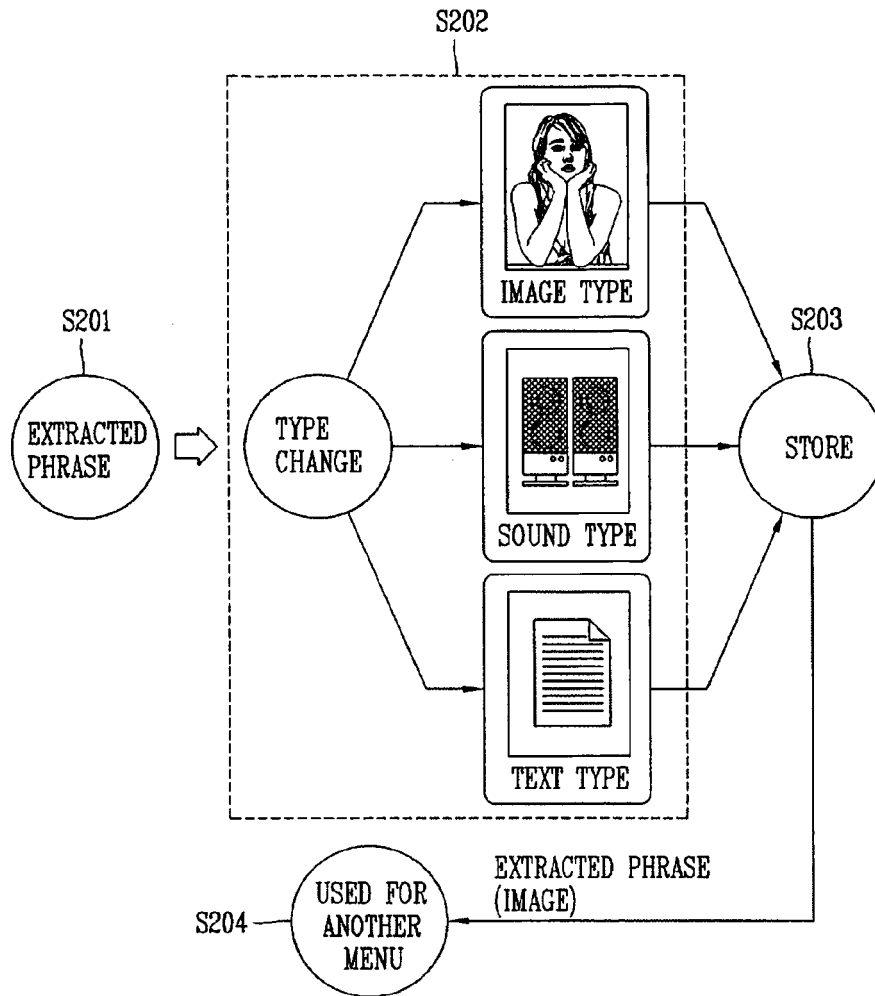 S202
IMAGE TYPE
S201
S203
EXTRACTED
PHRASE
TYPE
CHANGE
STORE
SOUND TYPE
TEXT TYPE
EXTRACTED PHRASE
(IMAGE)
S204
USED FOR
ANOTHER
MENU